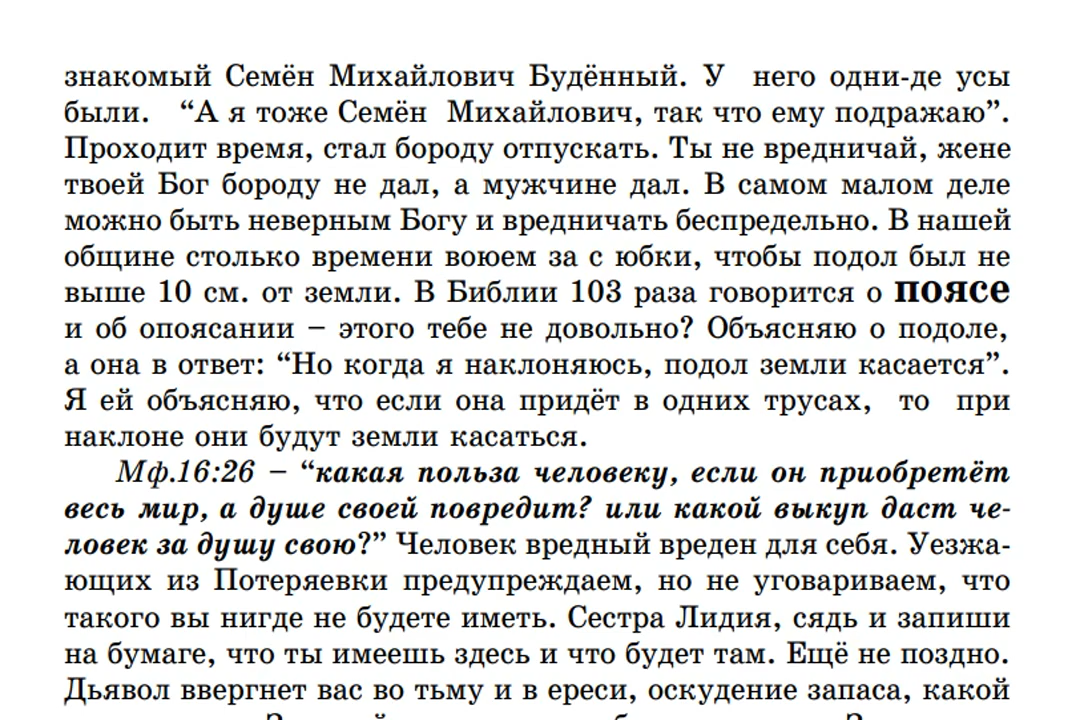 знакомый Семён Михайлович Будённый. У него одни-де усы
были. “А я тоже Семён Михайлович, так что ему подражаю”.
Проходит время, стал бороду отпускать. Ты не вредничай, жене
твоей Бог бороду не дал, а мужчине дал. В самом малом деле
можно быть неверным Богу и вредничать беспредельно. В нашей
общине столько времени воюем за с юбки, чтобы подол был не
выше 10 см. от земли. В Библии 103 раза говорится о поясе
и об опоясании – этого тебе не довольно? Объясняю о подоле,
а она в ответ: “Но когда я наклоняюсь, подол земли касается”.
Я ей объясняю, что если она придёт в одних трусах, то при
наклоне они будут земли касаться.
Мф.16:26 – “какая польза человеку, если он приобретёт
весь мир, а душе своей повредит? или какой выкуп даст че-
ловек за душу свою?” Человек вредный вреден для себя. Уезжа-
ющих из Потеряевки предупреждаем, но не уговариваем, что
такого вы нигде не будете иметь. Сестра Лидия, сядь и запиши
на бумаге, что ты имеешь здесь и что будет там. Ещё не поздно.
Дьявол ввергнет вас во тьму и в ереси, оскудение запаса, какой